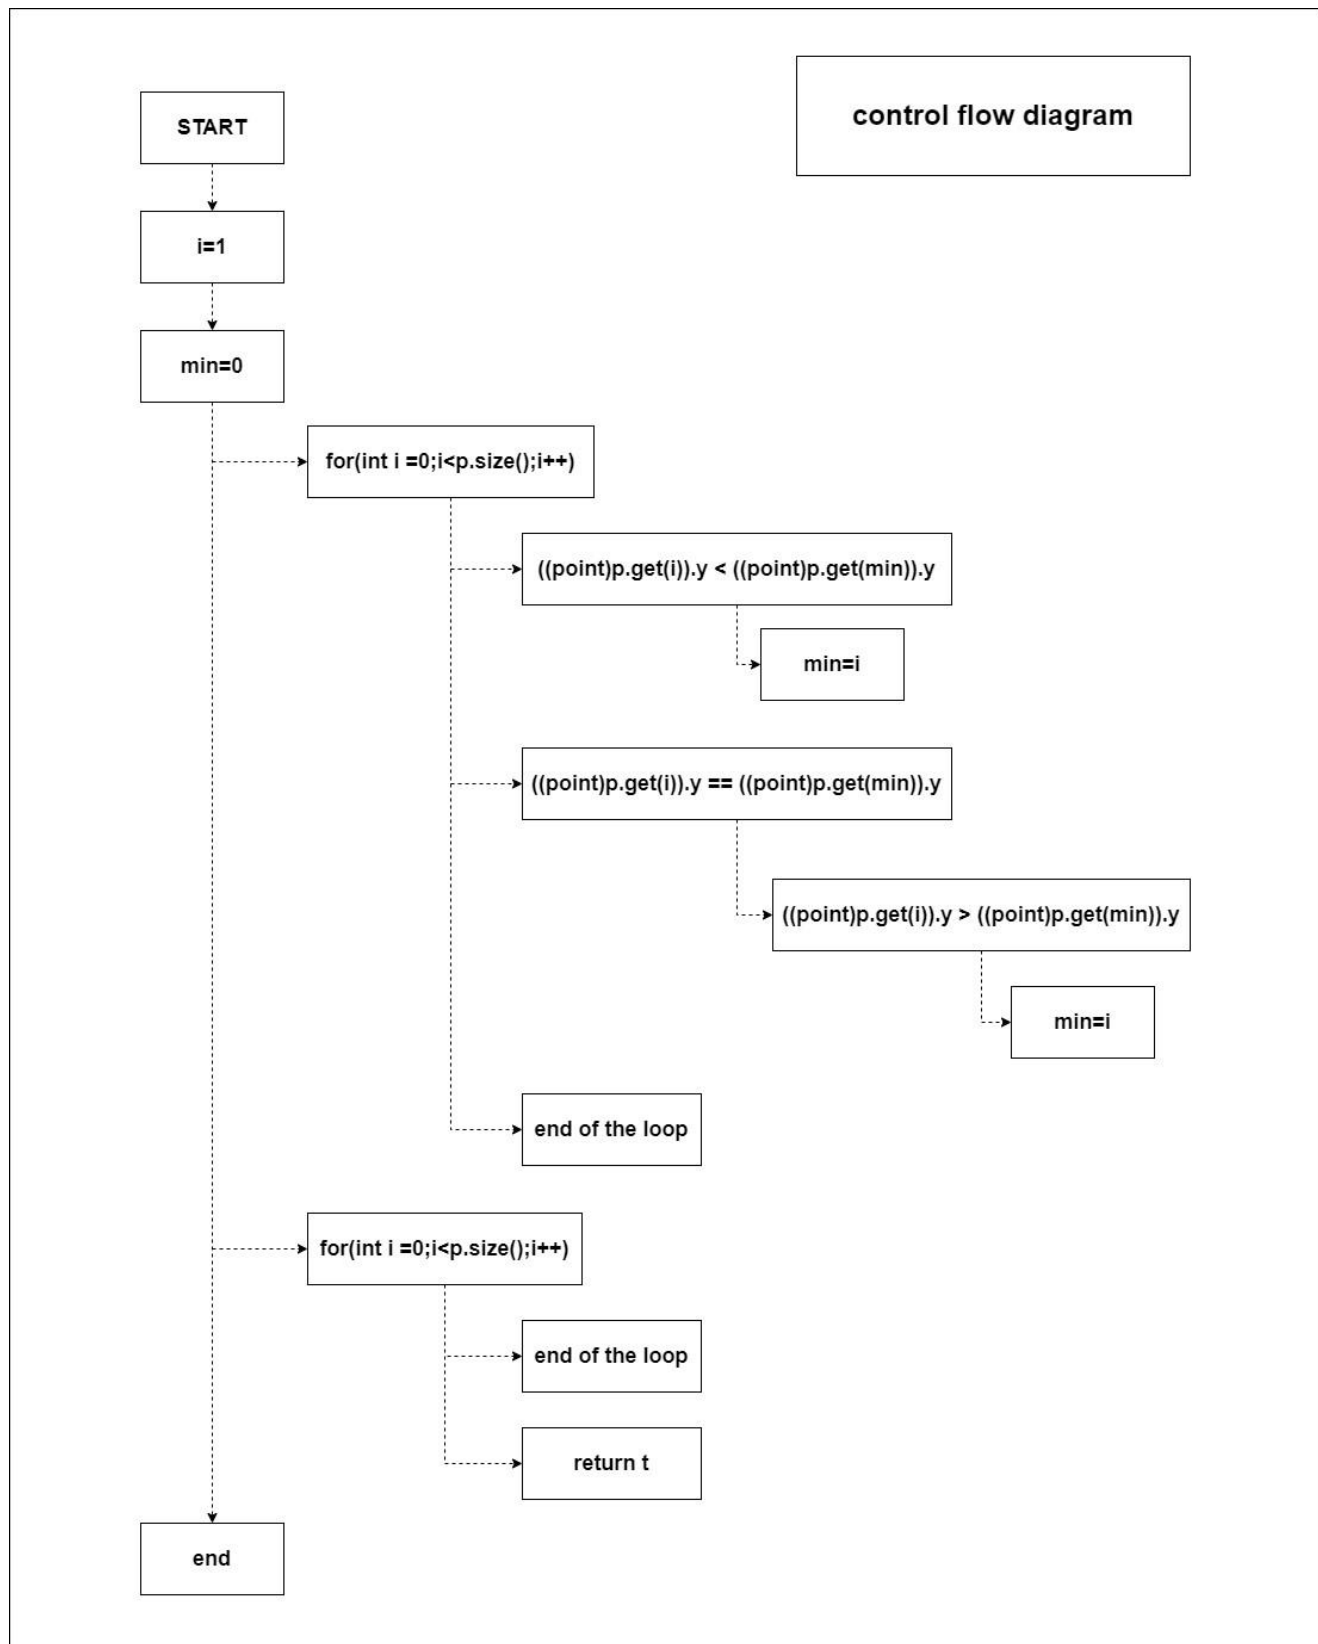 control flow diagram
START
i=1
min=0
for(int i =0;i<p.size();i++)
((point)p.get(i)).y < ((point)p.get(min)).y
min=i
((point)p.get(i)).y == ((point)p.get(min)).y
((point)p.get(i)).y > ((point)p.get(min)).y
min=i
end of the loop
for(int i =0;i<p.size();i++)
end of the loop
return t
end